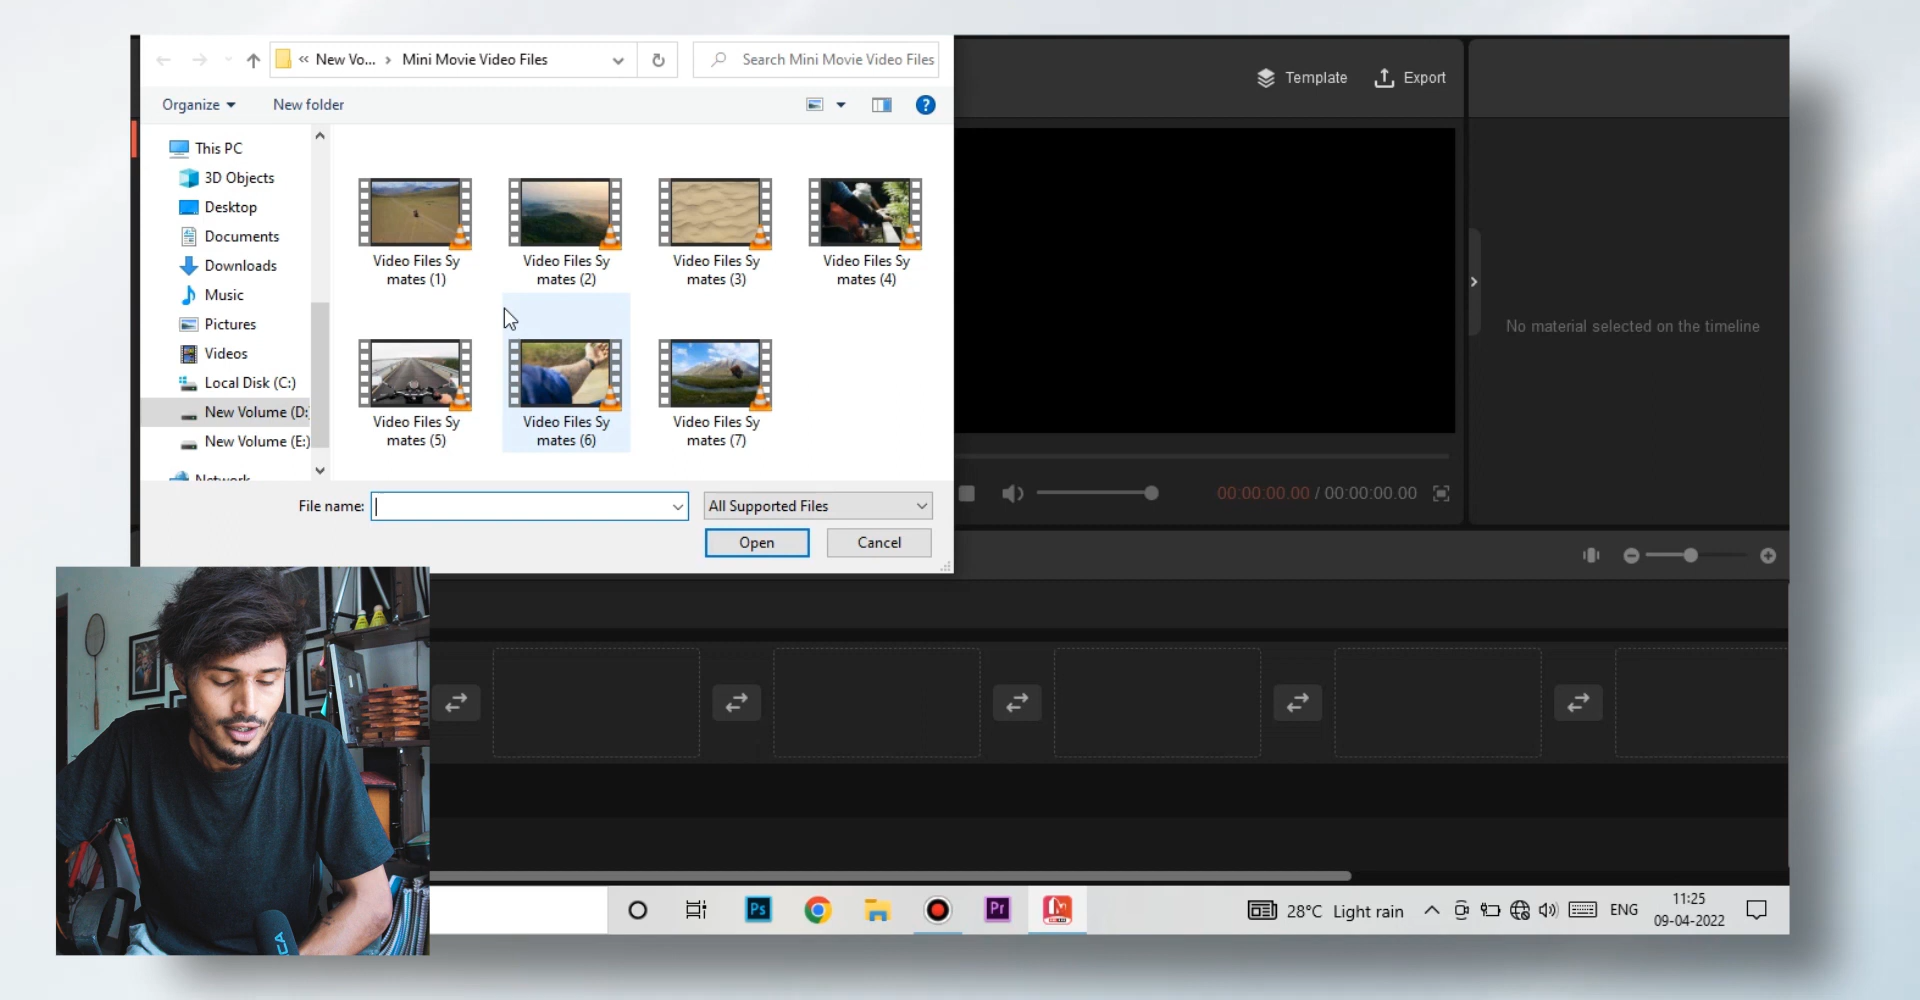 « New Vo... › Mini Movie Video Files
Search Mini Movie Video Files
Organize
New folder
?
Template
Export
This PC
3D Objects
Desktop
Documents
Downloads
Music
Pictures
Videos
Local Disk (C:)
New Volume (D:
New Volume (E:)
Network
Video Files Sy
mates (1)
Video Files Sy
mates (2)
Video Files Sy
mates (3)
Video Files Sy
mates (4)
Video Files Sy
mates (5)
Video Files Sy
mates (6)
Video Files Sy
mates (7)
No material selected on the timeline
File name:
All Supported Files
Open
Cancel
00:00:00.00 / 00:00:00.00
Ps
Pr
28°C Light rain
ENG
11:25
09-04-2022